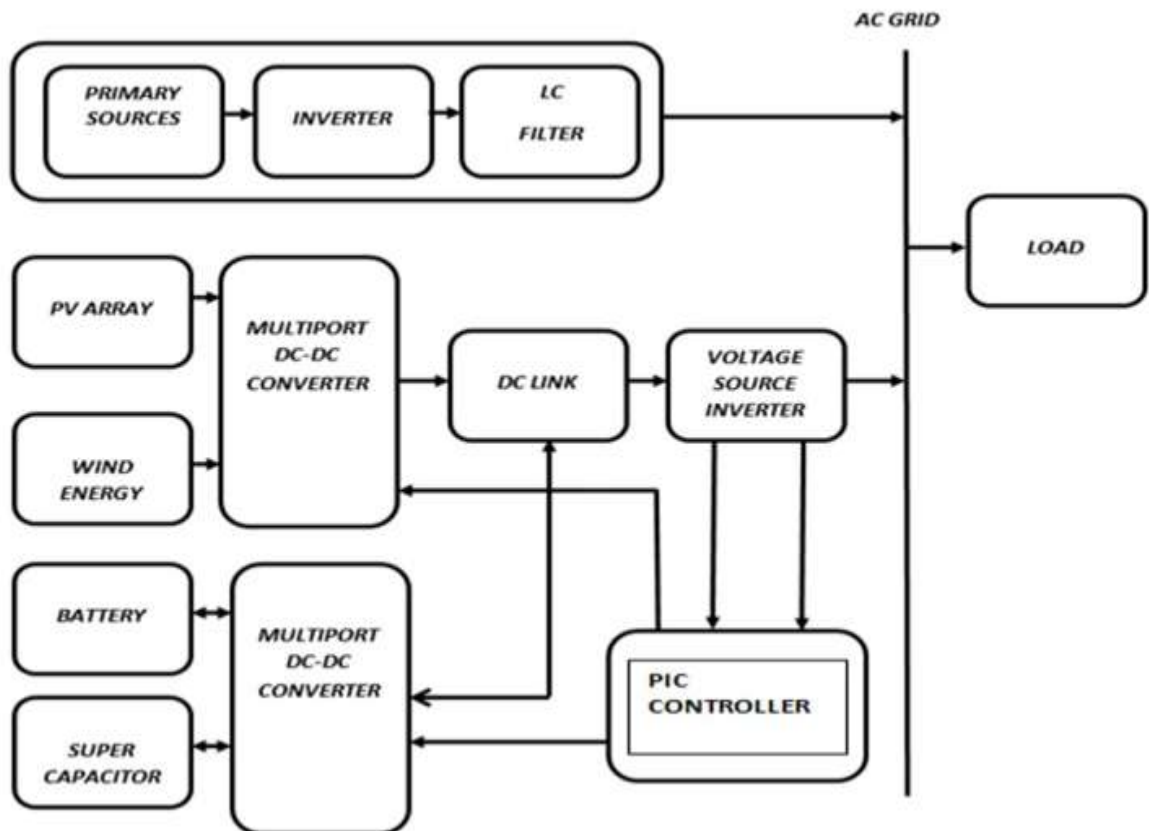 AC GRID
PRIMARY
SOURCES
INVERTER
LC
FILTER
LOAD
PV ARRAY
MULTIPORT
DC-DC
CONVERTER
DC LINK
VOLTAGE
SOURCE
INVERTER
WIND
ENERGY
BATTERY
MULTIPORT
DC-DC
CONVERTER
PIC
CONTROLLER
SUPER
CAPACITOR